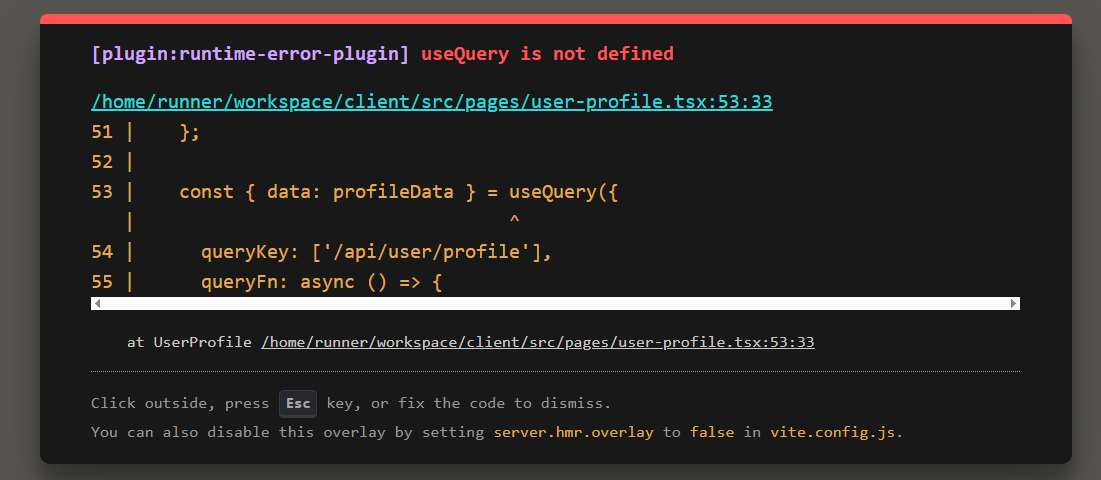 [plugin:runtime-error-plugin] useQuery is not defined
/home/runner/workspace/client/src/pages/user-profile.tsx:53:33
51 |    };
52 |
53 |    const { data: profileData } = useQuery({
   |                                  ^
54 |      queryKey: ['/api/user/profile'],
55 |      queryFn: async () => {
at UserProfile /home/runner/workspace/client/src/pages/user-profile.tsx:53:33
Click outside, press Esc key, or fix the code to dismiss.
You can also disable this overlay by setting server.hmr.overlay to false in vite.config.js.